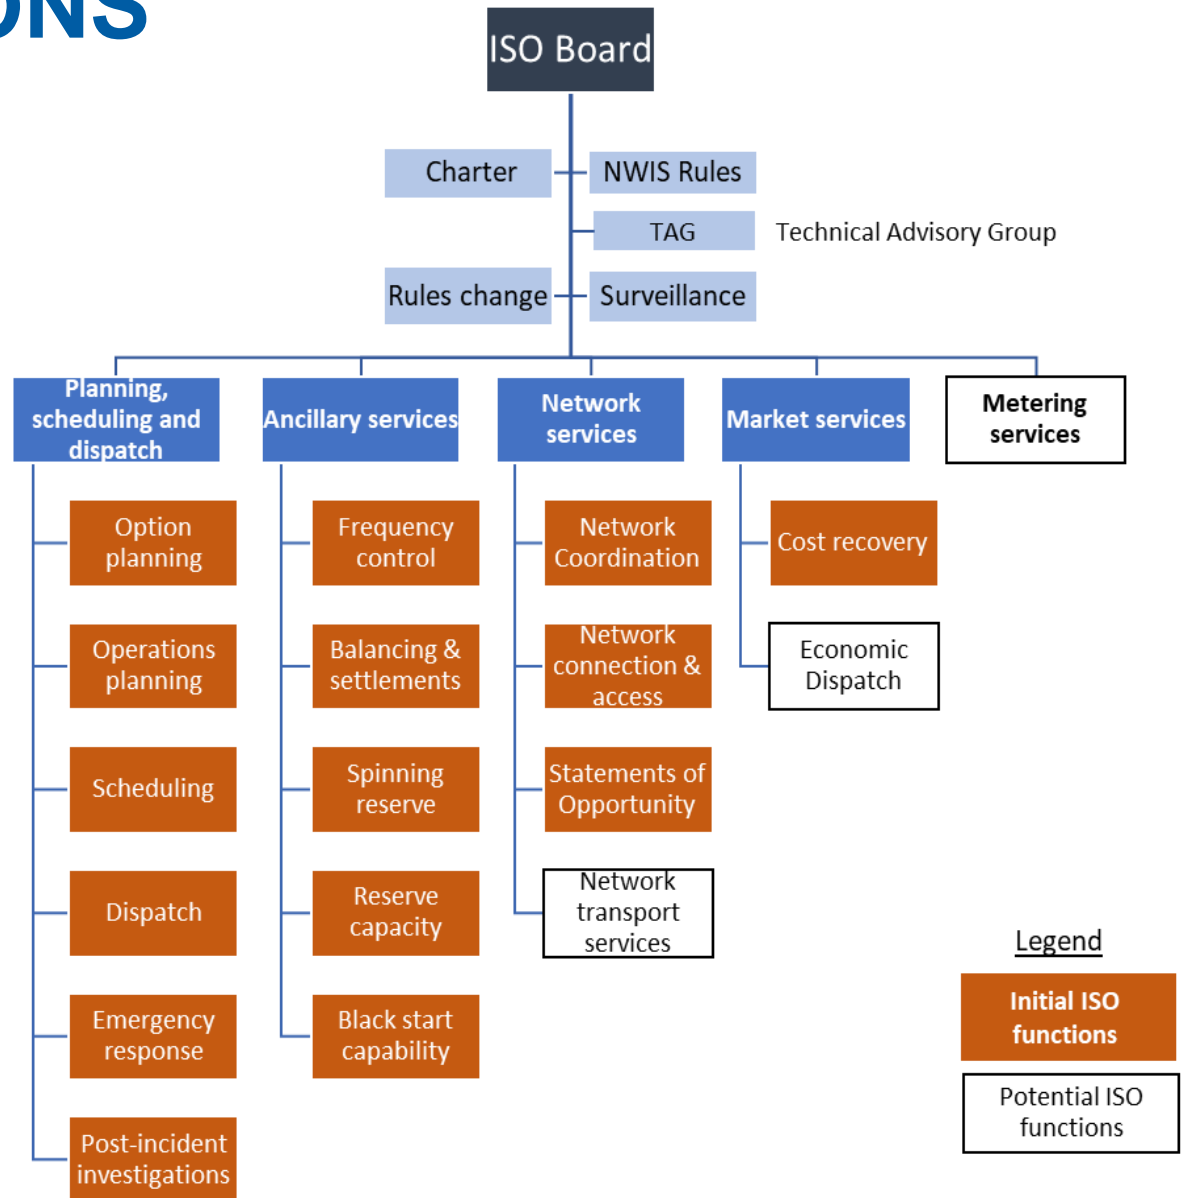 ONS
ISO Board
Charter
NWIS Rules
TAG
Technical Advisory Group
Rules change
Surveillance
Planning,
scheduling and
dispatch
Ancillary services
Network
services
Market services
Metering
services
Option
planning
Operations
planning
Scheduling
Dispatch
Emergency
response
Post-incident
investigations
Frequency
control
Balancing &
settlements
Spinning
reserve
Reserve
capacity
Black start
capability
Network
Coordination
Network
connection &
access
Statements of
Opportunity
Network
transport
services
Cost recovery
Economic
Dispatch
Legend
Initial ISO
functions
Potential ISO
functions